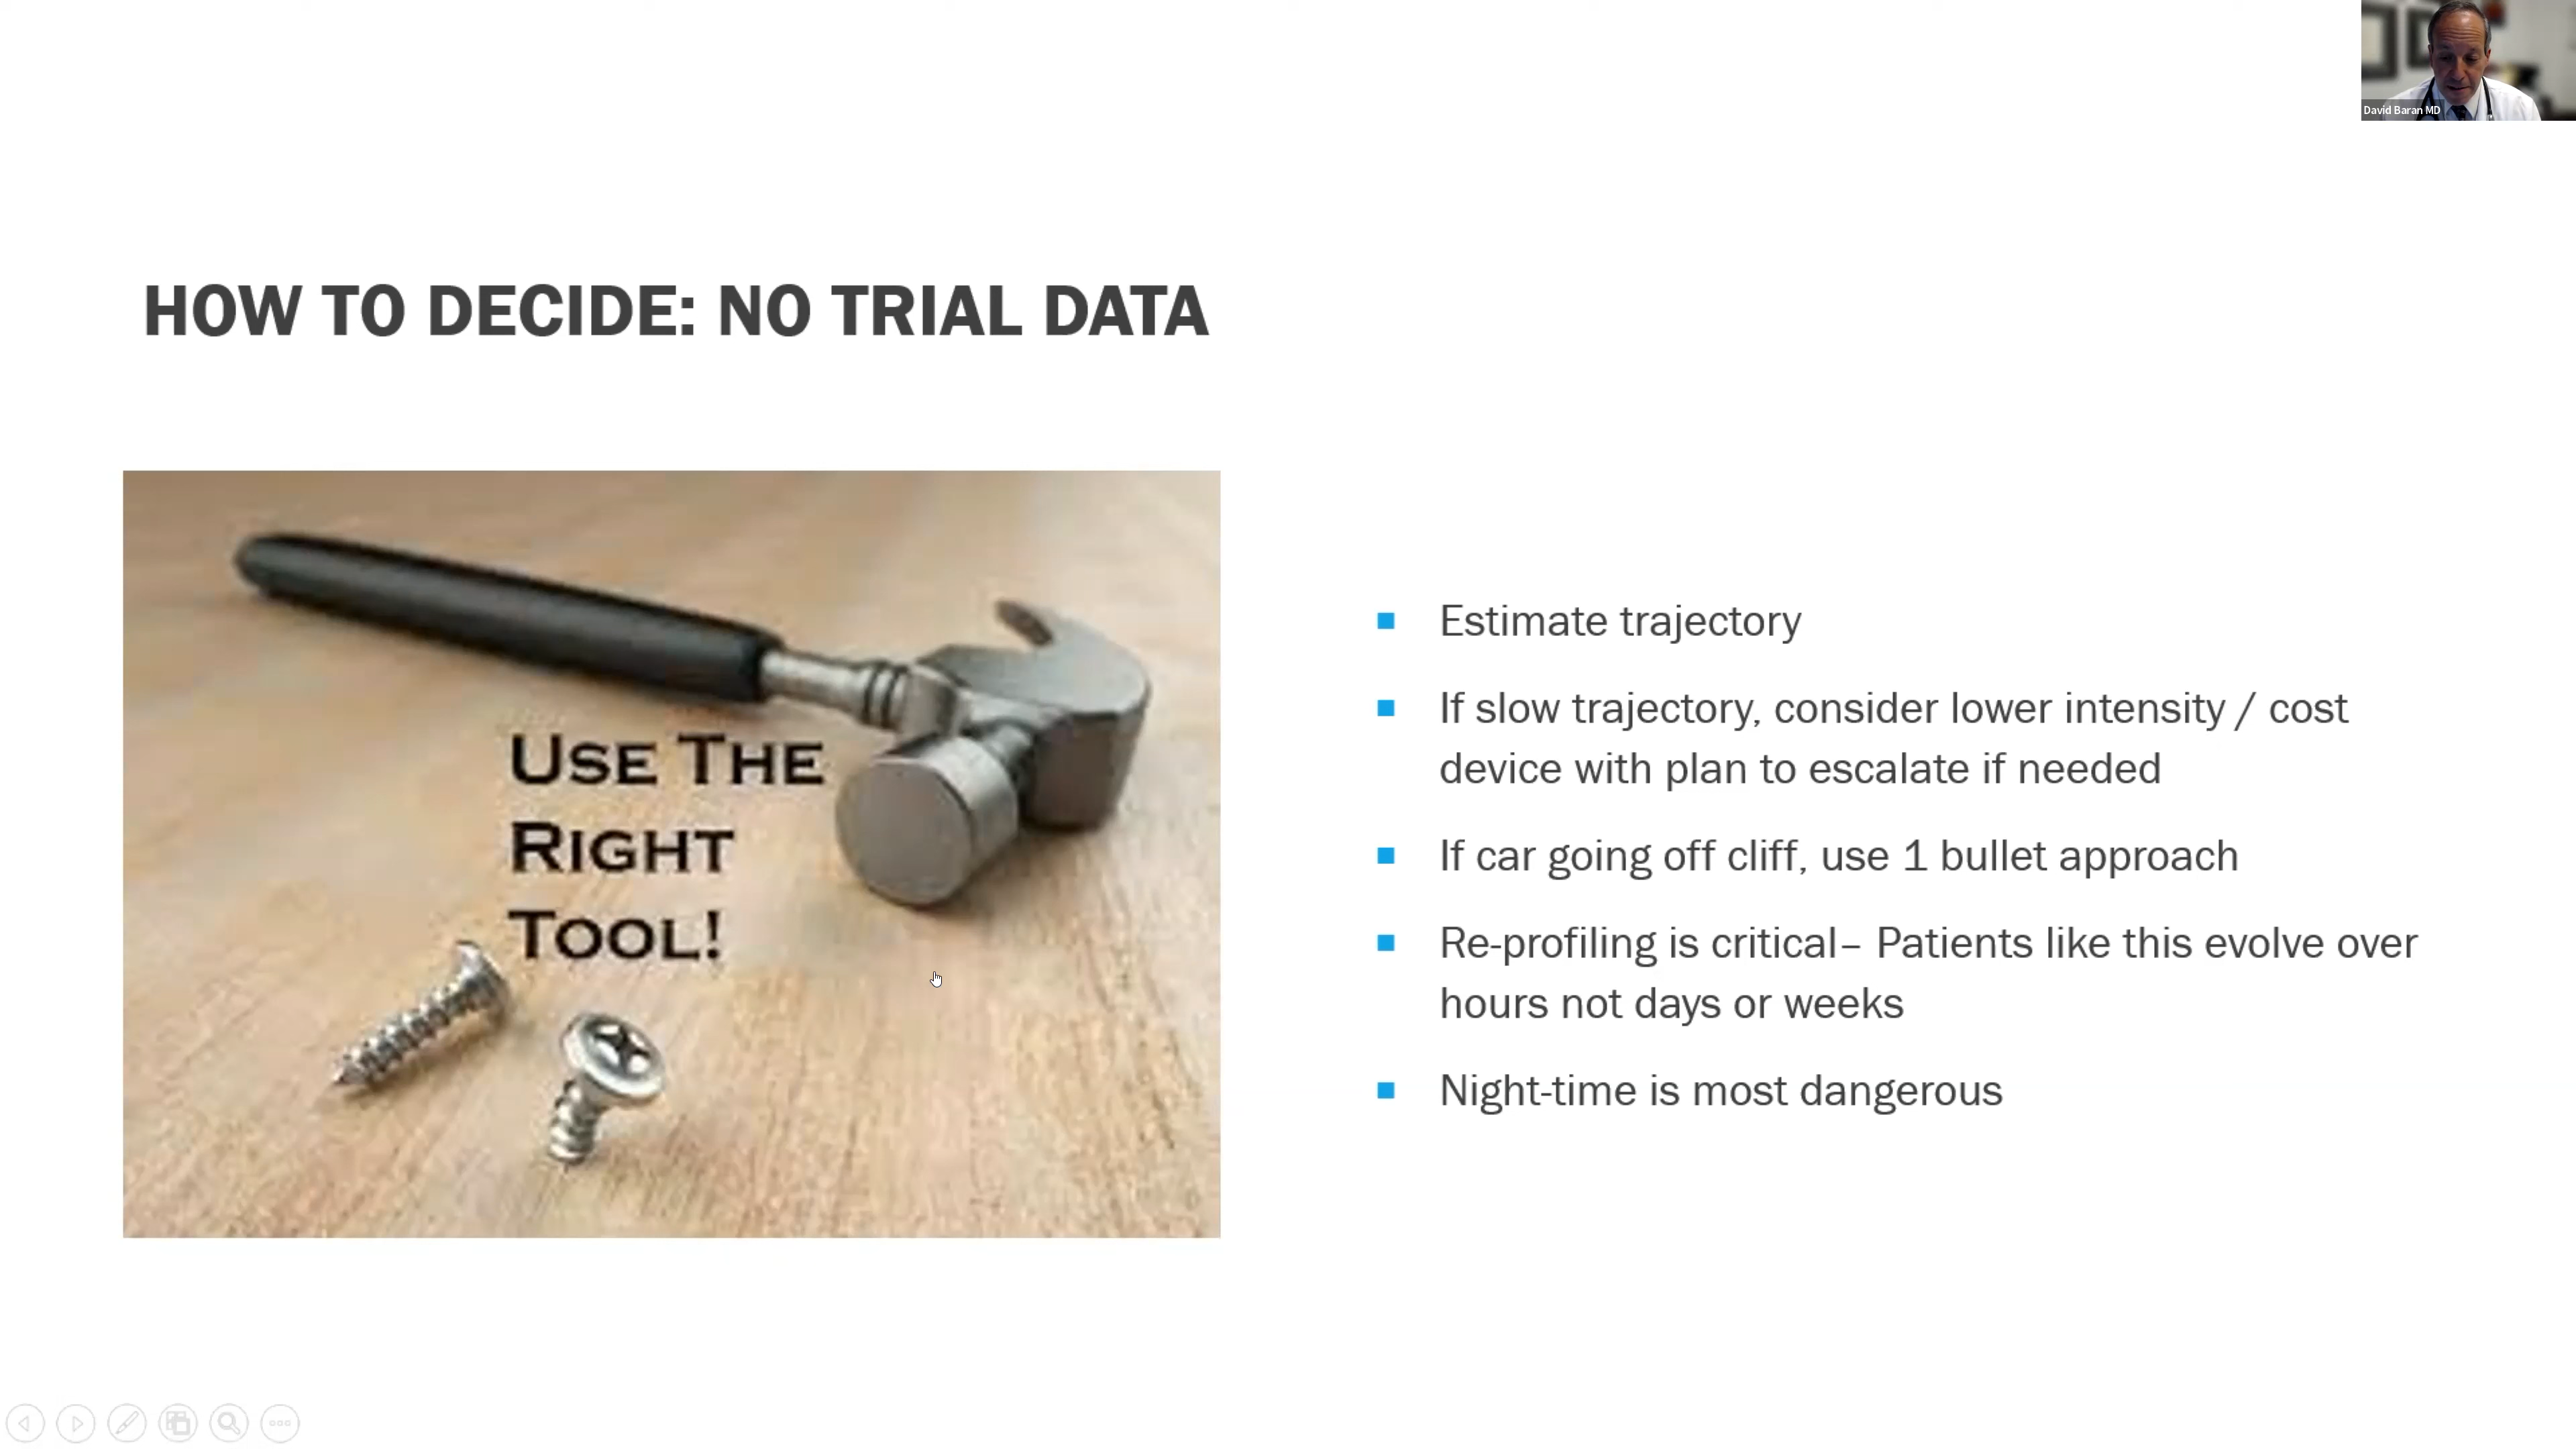 David Baran MD
HOW TO DECIDE: NO TRIAL DATA
USE THE
RIGHT
TOOL!
Estimate trajectory
If slow trajectory, consider lower intensity / cost
device with plan to escalate if needed
If car going off cliff, use 1 bullet approach
Re-profiling is critical– Patients like this evolve over
hours not days or weeks
Night-time is most dangerous